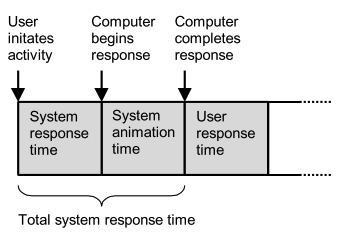 User
initates
activity
Computer
begins
response
Computer
completes
response
System
response
time
System
animation
time
User
response
time
Total system response time